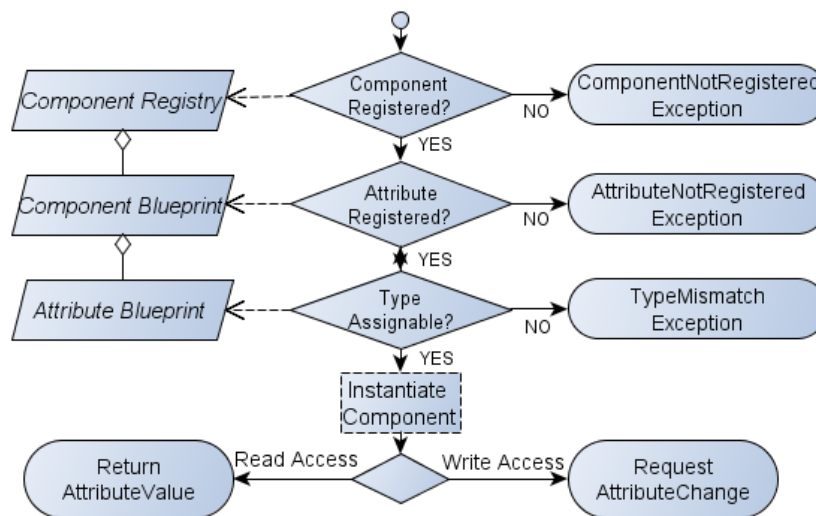 Component Registry
Component
Registered?
ComponentNotRegistered
Exception
NO
YES
Component Blueprint
Attribute
Registered?
AttributeNotRegistered
Exception
NO
YES
Attribute Blueprint
Type
Assignable?
TypeMismatch
Exception
NO
YES
Instantiate
Component
Return
AttributeValue
Read Access
Write Access
Request
AttributeChange